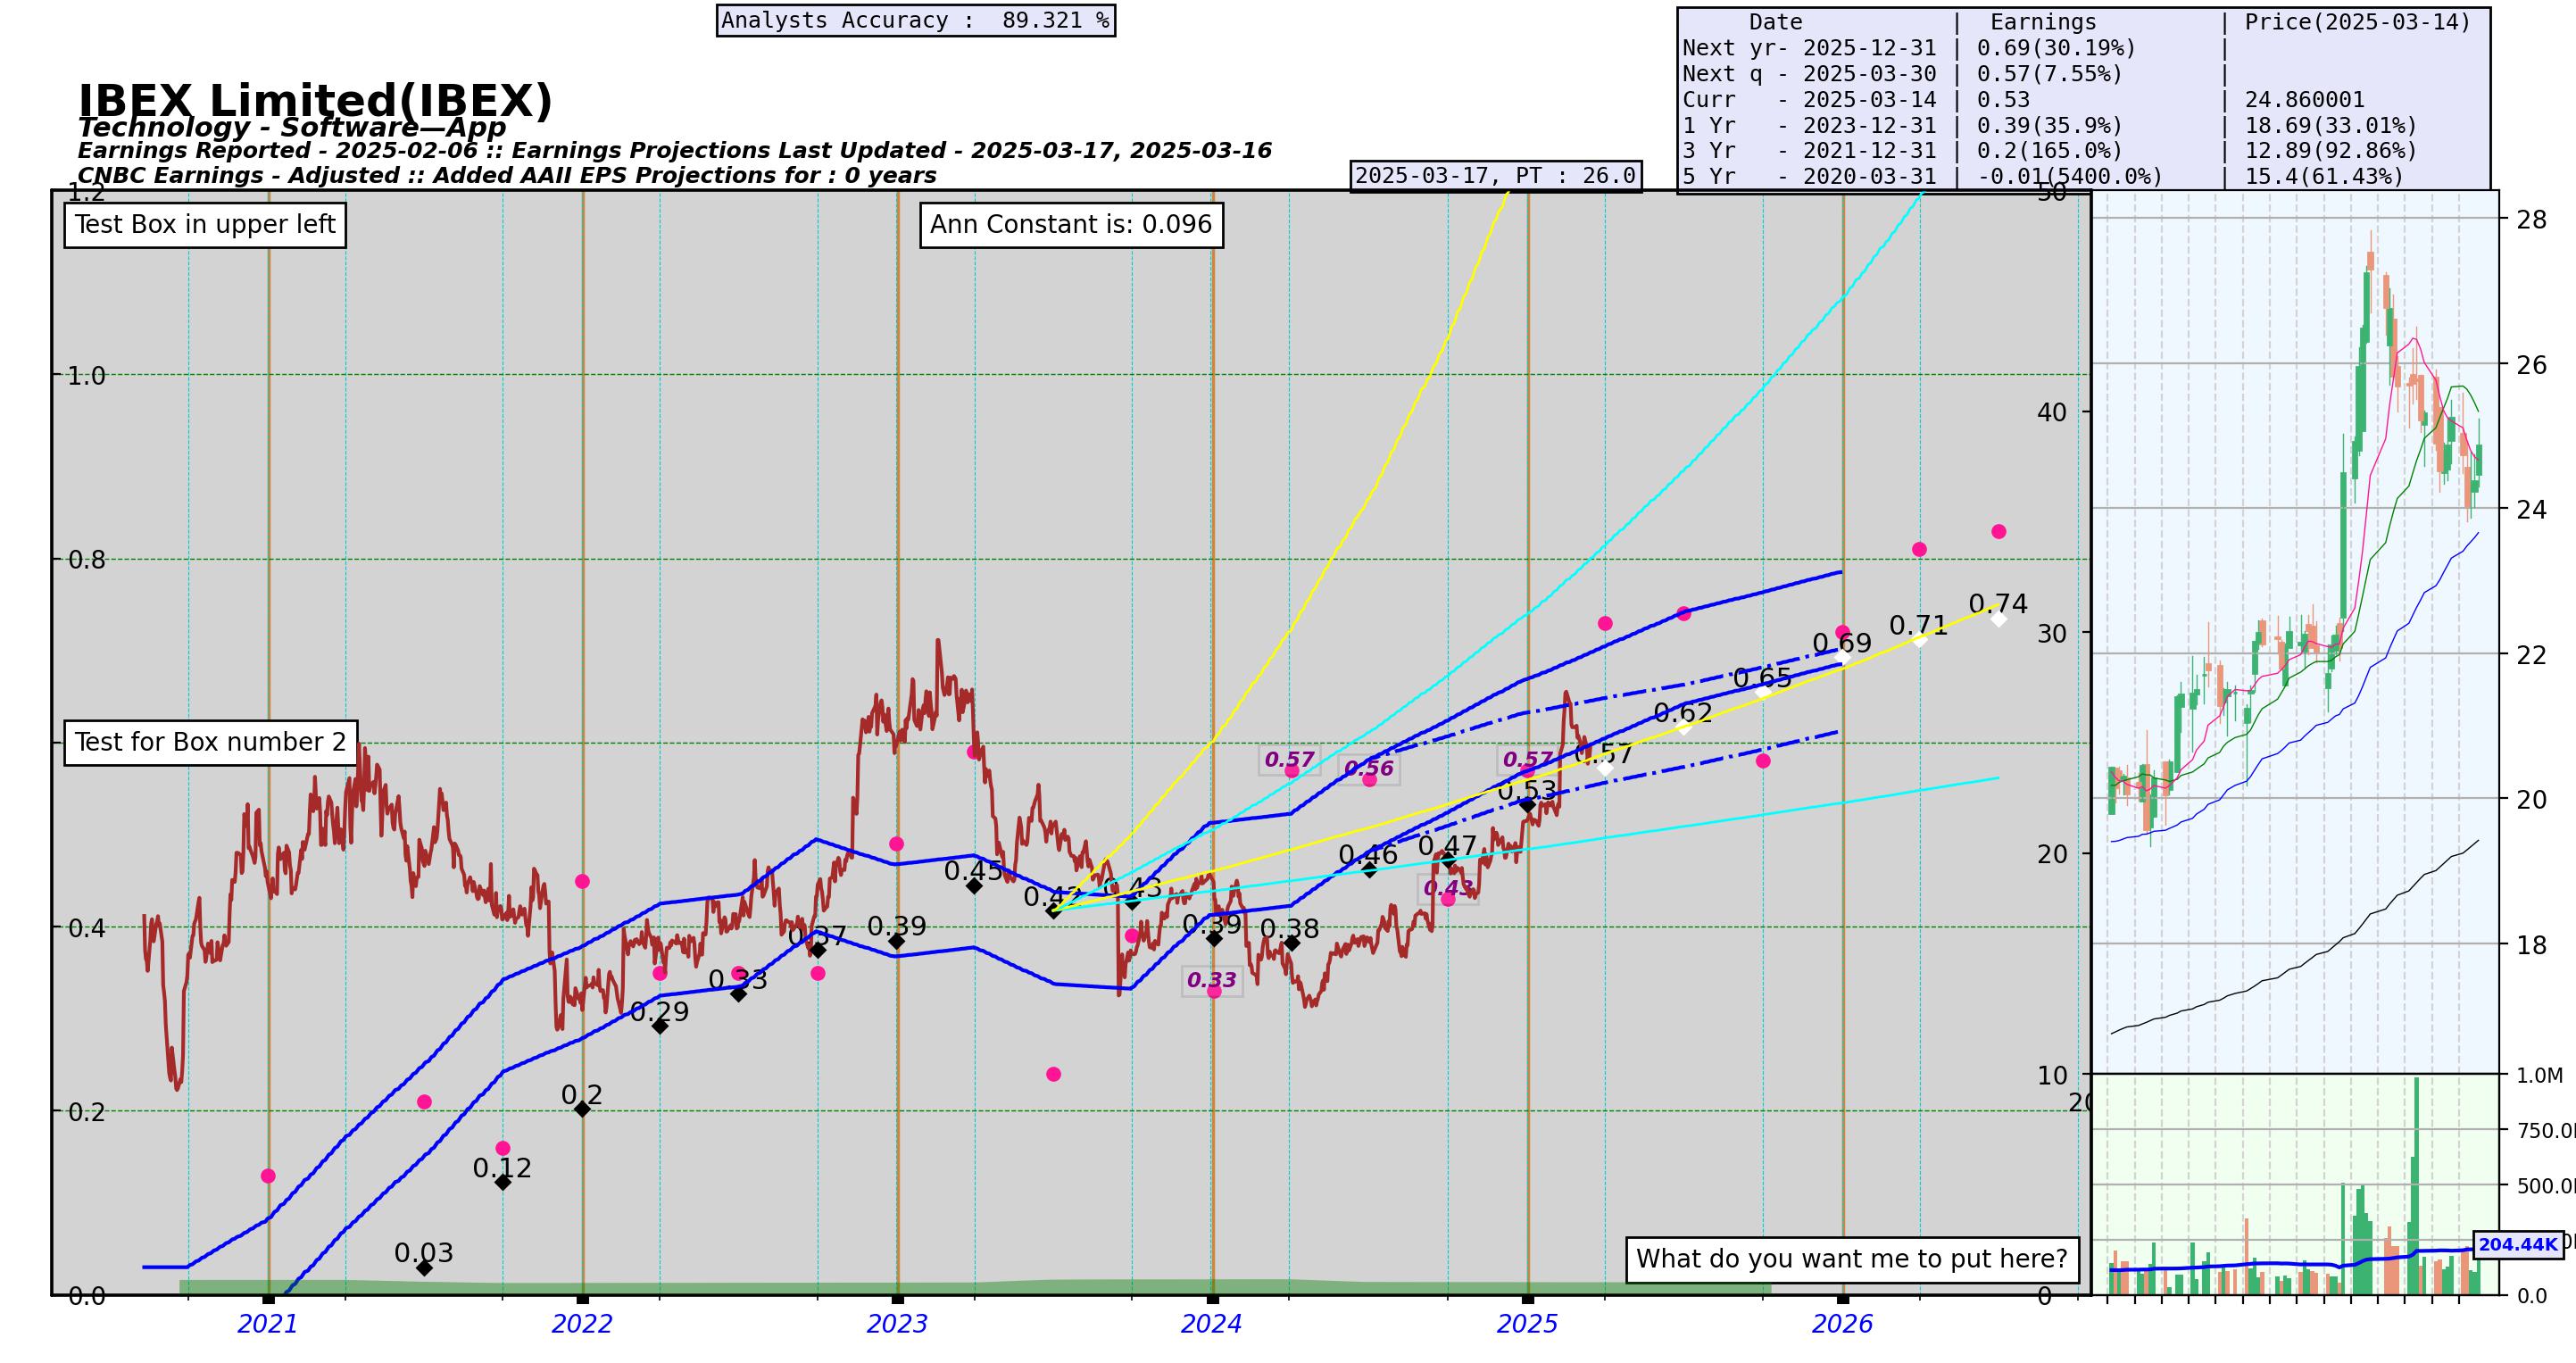 Analysts Accuracy :  89.321 %
Date | Earnings | Price(2025-03-14)
Next yr- 2025-12-31 | 0.69(30.19%) |
Next q - 2025-03-30 | 0.57(7.55%) |
Curr - 2025-03-14 | 0.53 | 24.860001
1 Yr - 2023-12-31 | 0.39(35.9%) | 18.69(33.01%)
3 Yr - 2021-12-31 | 0.2(165.0%) | 12.89(92.86%)
5 Yr - 2020-03-31 | -0.01(5400.0%) | 15.4(61.43%)
IBEX Limited(IBEX)
Technology - Software—App
Earnings Reported - 2025-02-06 :: Earnings Projections Last Updated - 2025-03-17, 2025-03-16
CNBC Earnings - Adjusted :: Added AAII EPS Projections for : 0 years
2025-03-17, PT : 26.0
1.2
50
Test Box in upper left
Ann Constant is: 0.096
28
1.0
26
40
24
0.8
0.74
0.71
30
0.69
22
0.65
0.62
Test for Box number 2
0.57
0.56
0.57
0.53
20
0.47
0.46
20
0.45
0.43
0.43
0.39
0.39
0.38
0.37
0.4
18
0.33
0.33
0.29
10
1.0M
0.2
0.2
20
750.0
0.12
500.0
0.03
204.44K
What do you want me to put here?
0.0
0
0.0
2021
2022
2023
2024
2025
2026